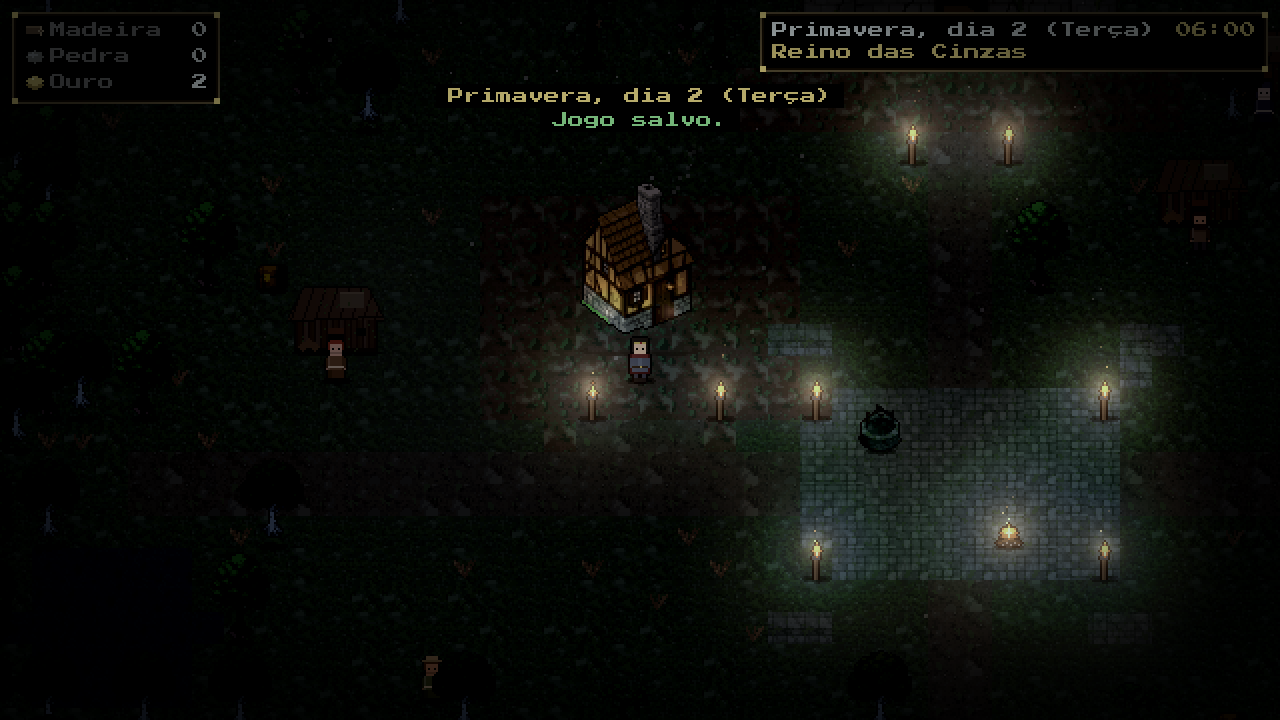 Madeira 0
Pedra 0
Ouro 2
Primavera, dia 2 (Terça) 06:00
Reino das Cinzas
Primavera, dia 2 (Terça)
Jogo salvo.